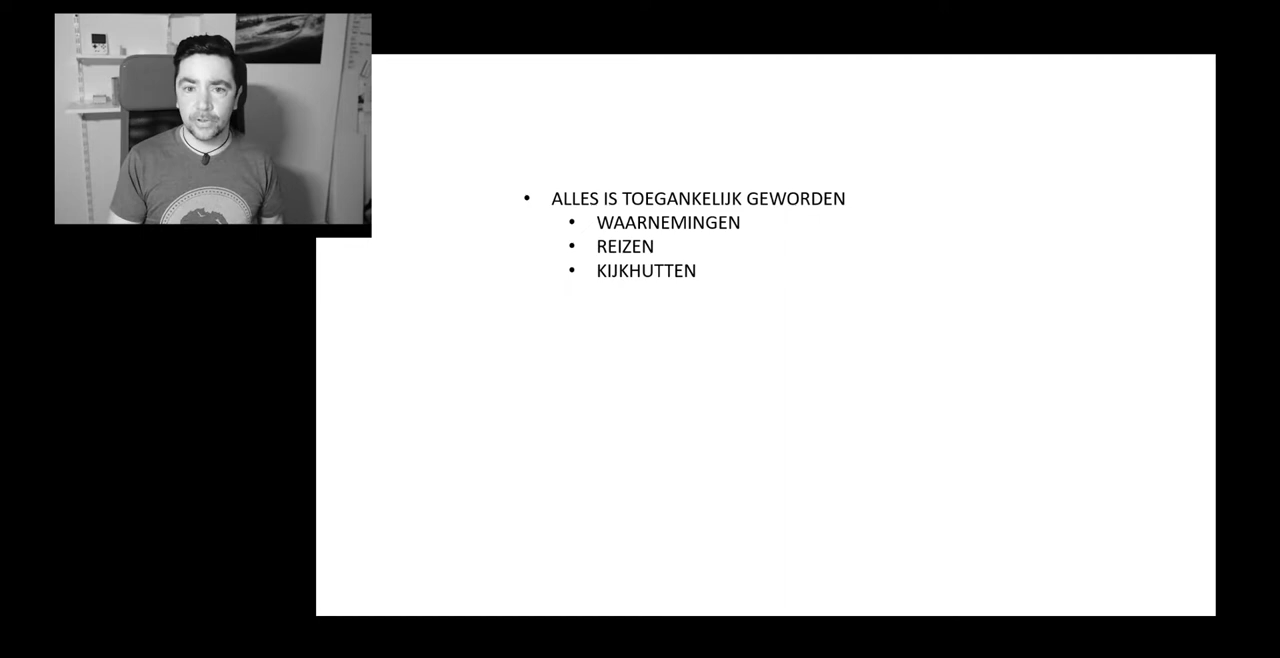 • ALLES IS TOEGANKELIJK GEWORDEN
• WAARNEMINGEN
• REIZEN
• KIJKHUTTEN